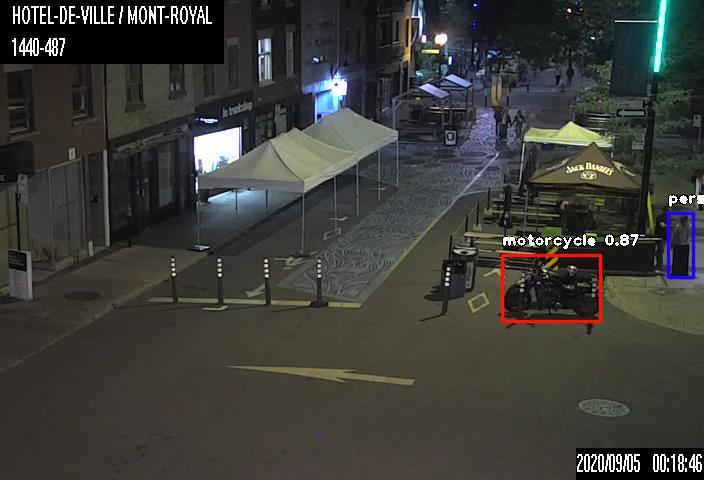 HOTEL-DE-VILLE / MONT-ROYAL
1440-487
JACK DANIEL'S
pers
motorcycle 0.87
2020/09/05 00:18:46